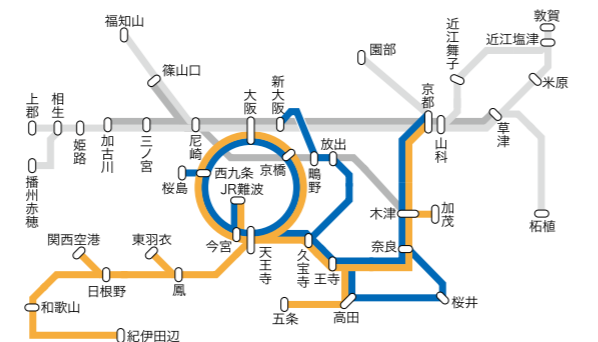 福知山
敦賀
近江塩津
近江舞子
園部
篠山口
米原
新大阪
大阪
京都
上郡
相生
姫路
加古川
三ノ宮
尼崎
放出
山科
草津
京橋
鴫野
西九条
桜島
JR難波
播州赤穂
木津
加茂
柘植
今宮
関西空港
東羽衣
天王寺
久宝寺
王寺
奈良
日根野
鳳
和歌山
五条
高田
桜井
紀伊田辺